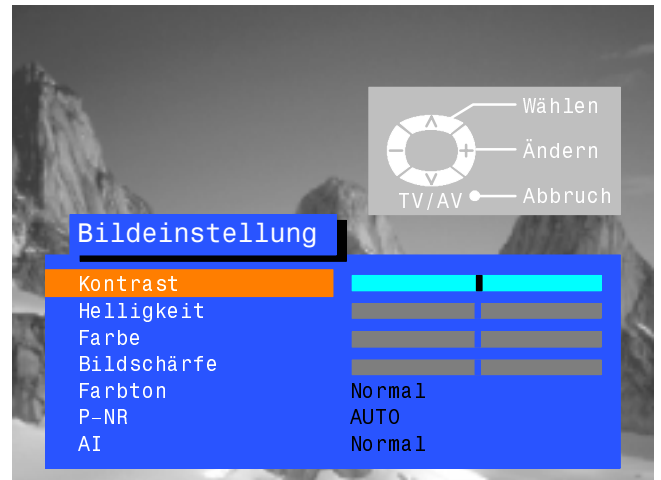 Wählen
Ändern
TV/AV Abbruch
Bildeinstellung
Kontrast
Helligkeit
Farbe
Bildschärfe
Farbton Normal
P-NR AUTO
AI Normal